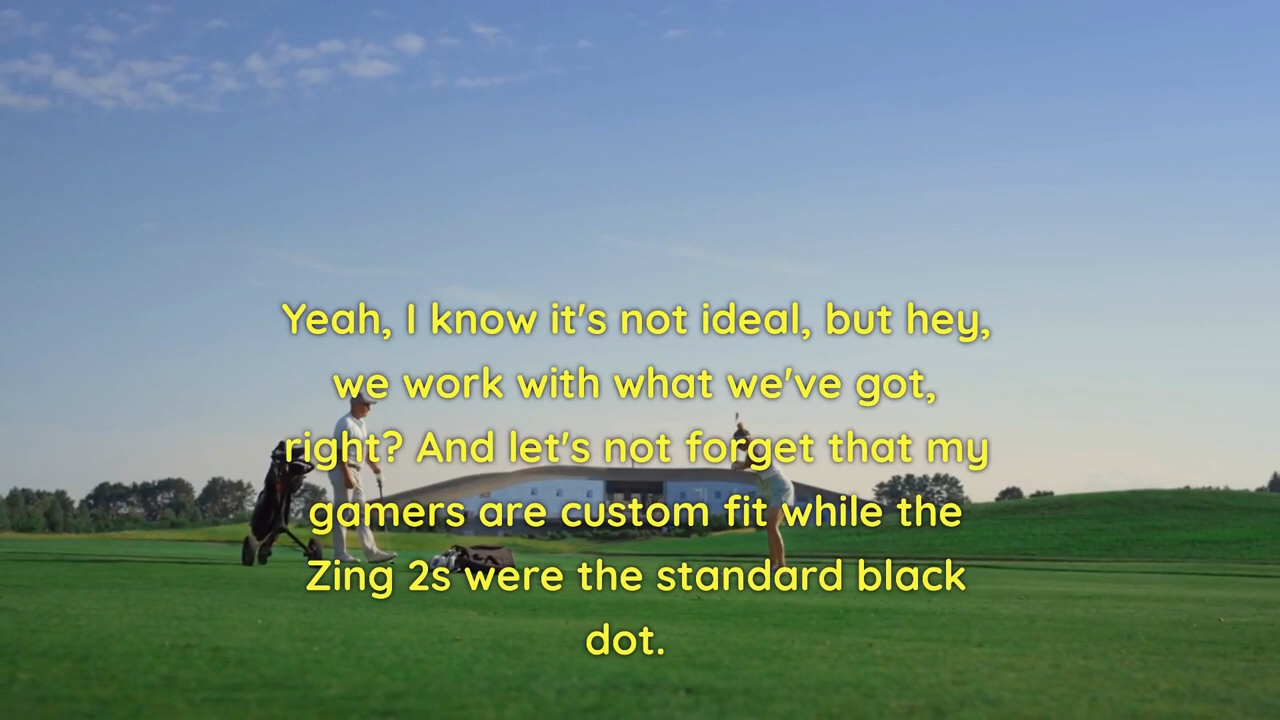 Yeah, I know it's not ideal, but hey,
we work with what we've got,
right? And let's not forget that my
gamers are custom fit while the
Zing 2s were the standard black
dot.